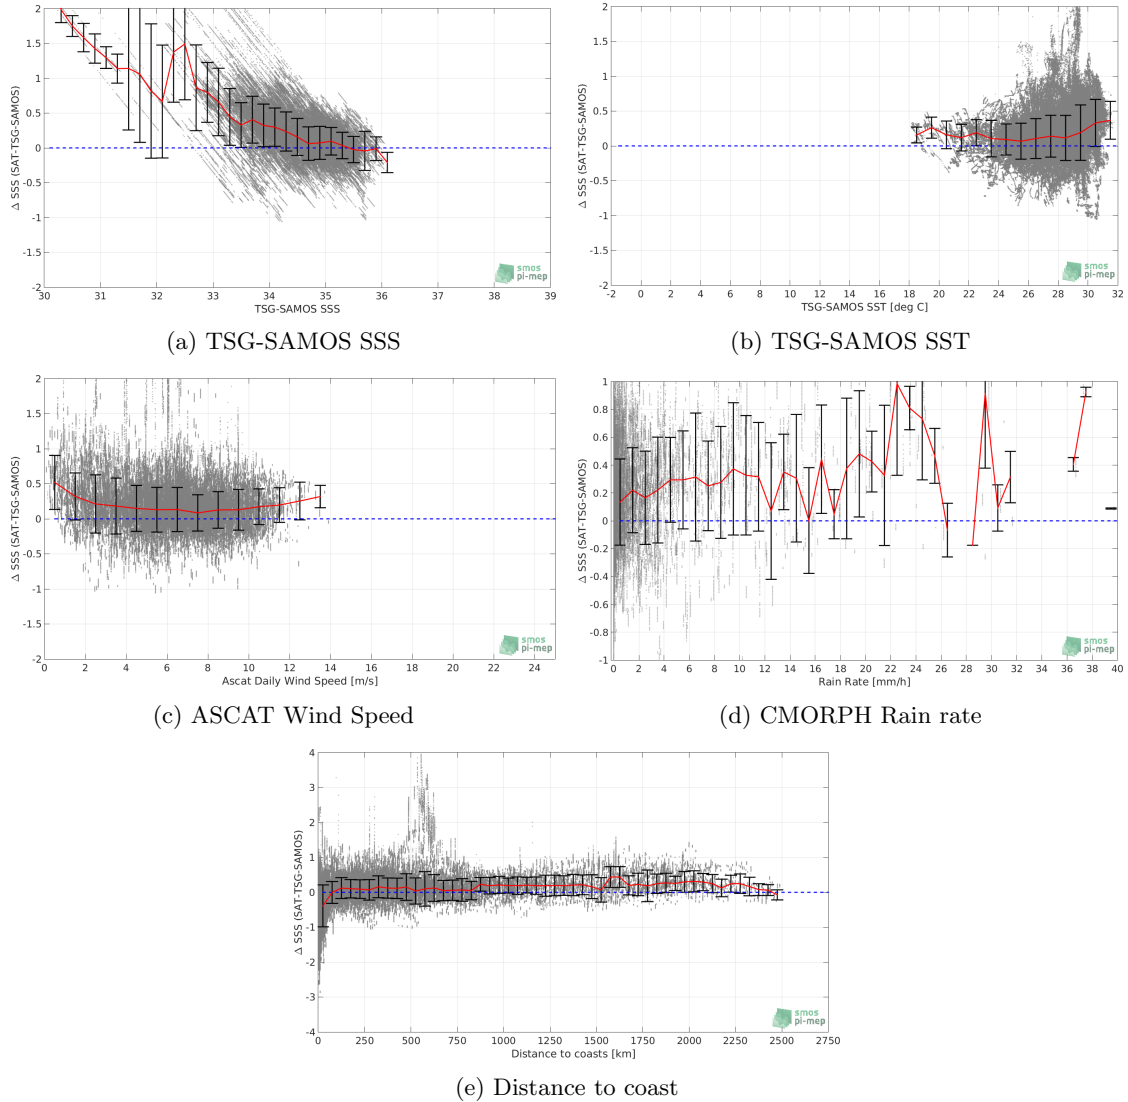 2
1.5
1
0.5
0
-0.5
-1
-1.5
-2
Δ SSS (SAT-TSG-SAMOS)
30 31 32 33 34 35 36 37 38 39
TSG-SAMOS SSS
smos
pi-mep
(a) TSG-SAMOS SSS
2
1.5
1
0.5
0
-0.5
-1
-1.5
-2
Δ SSS (SAT-TSG-SAMOS)
-2 0 2 4 6 8 10 12 14 16 18 20 22 24 26 28 30 32
TSG-SAMOS SST [deg C]
smos
pi-mep
(b) TSG-SAMOS SST
2
1.5
1
0.5
0
-0.5
-1
-1.5
-2
Δ SSS (SAT-TSG-SAMOS)
0 2 4 6 8 10 12 14 16 18 20 22 24
Ascat Daily Wind Speed [m/s]
smos
pi-mep
(c) ASCAT Wind Speed
1
0.8
0.6
0.4
0.2
0
-0.2
-0.4
-0.6
-0.8
-1
Δ SSS (SAT-TSG-SAMOS)
0 2 4 6 8 10 12 14 16 18 20 22 24 26 28 30 32 34 36 38 40
Rain Rate [mm/h]
smos
pi-mep
(d) CMORPH Rain rate
4
3
2
1
0
-1
-2
-3
-4
Δ SSS (SAT-TSG-SAMOS)
0 250 500 750 1000 1250 1500 1750 2000 2250 2500 2750
Distance to coasts [km]
smos
pi-mep
(e) Distance to coast